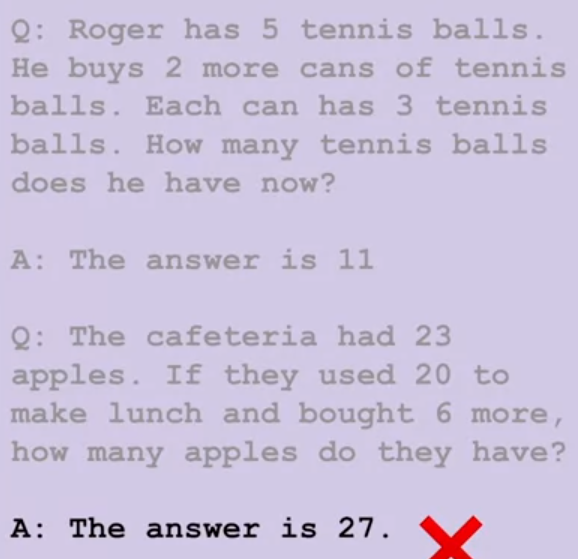 Q: Roger has 5 tennis balls.
He buys 2 more cans of tennis
balls. Each can has 3 tennis
balls. How many tennis balls
does he have now?
A: The answer is 11
Q: The cafeteria had 23
apples. If they used 20 to
make lunch and bought 6 more,
how many apples do they have?
A: The answer is 27.